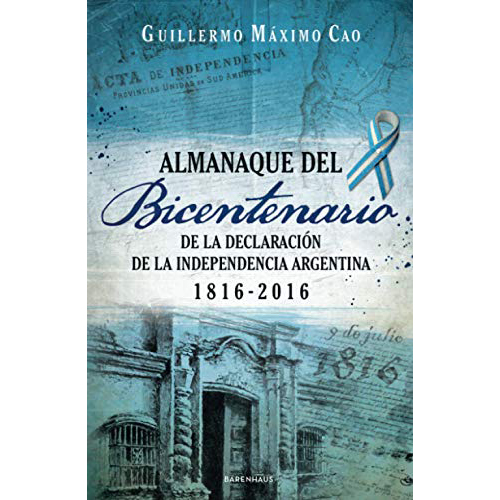 GUILLERMO MÁXIMO CAO
ACTA DE INDEPENDENCIA
PROVINCIAS UNIDAS EN SUD AMERICA
ALMANAQUE DEL
Bicentenario
DE LA DECLARACIÓN
DE LA INDEPENDENCIA ARGENTINA
1816-2016
9 de julio
1816
BARENHAUS